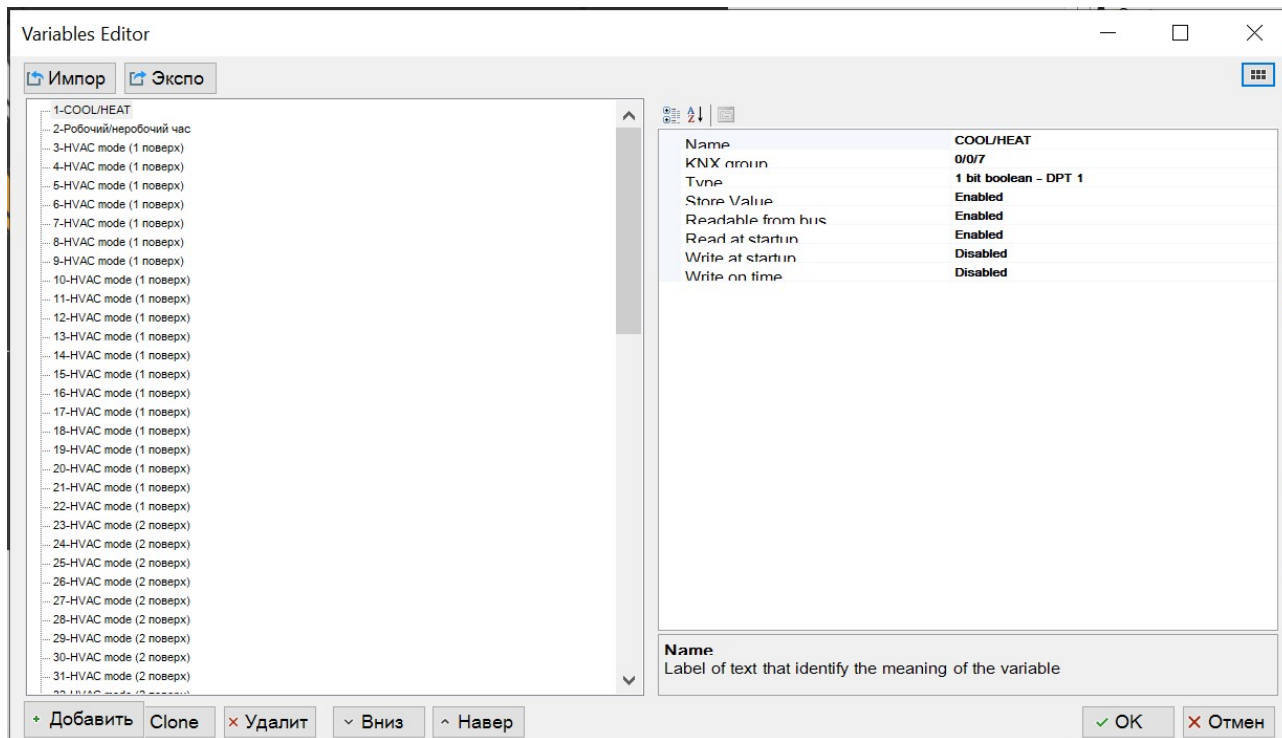 Variables Editor
Импор Экспо
1-COOL/HEAT
2-Робочий/неробочий час
3-HVAC mode (1 поверх)
4-HVAC mode (1 поверх)
5-HVAC mode (1 поверх)
6-HVAC mode (1 поверх)
7-HVAC mode (1 поверх)
8-HVAC mode (1 поверх)
9-HVAC mode (1 поверх)
10-HVAC mode (1 поверх)
11-HVAC mode (1 поверх)
12-HVAC mode (1 поверх)
13-HVAC mode (1 поверх)
14-HVAC mode (1 поверх)
15-HVAC mode (1 поверх)
16-HVAC mode (1 поверх)
17-HVAC mode (1 поверх)
18-HVAC mode (1 поверх)
19-HVAC mode (1 поверх)
20-HVAC mode (1 поверх)
21-HVAC mode (1 поверх)
22-HVAC mode (1 поверх)
23-HVAC mode (2 поверх)
24-HVAC mode (2 поверх)
25-HVAC mode (2 поверх)
26-HVAC mode (2 поверх)
27-HVAC mode (2 поверх)
28-HVAC mode (2 поверх)
29-HVAC mode (2 поверх)
30-HVAC mode (2 поверх)
31-HVAC mode (2 поверх)
Name COOL/HEAT
KNX group 0/0/7
Type 1 bit boolean - DPT 1
Store Value Enabled
Readable from bus Enabled
Read at startup Enabled
Write at startup Disabled
Write on time Disabled
Name
Label of text that identify the meaning of the variable
Добавить Clone Удалит Вниз Навер OK Отмен